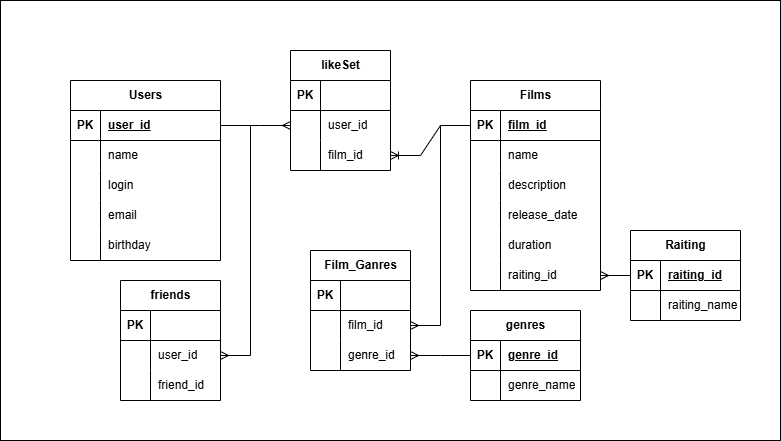 likeSet
PK
user_id
film_id
Users
PK user_id
name
login
email
birthday
Films
PK film_id
name
description
release_date
duration
raiting_id
Raiting
PK raiting_id
raiting_name
Film_Ganres
PK
film_id
genre_id
friends
PK
user_id
friend_id
genres
PK genre_id
genre_name